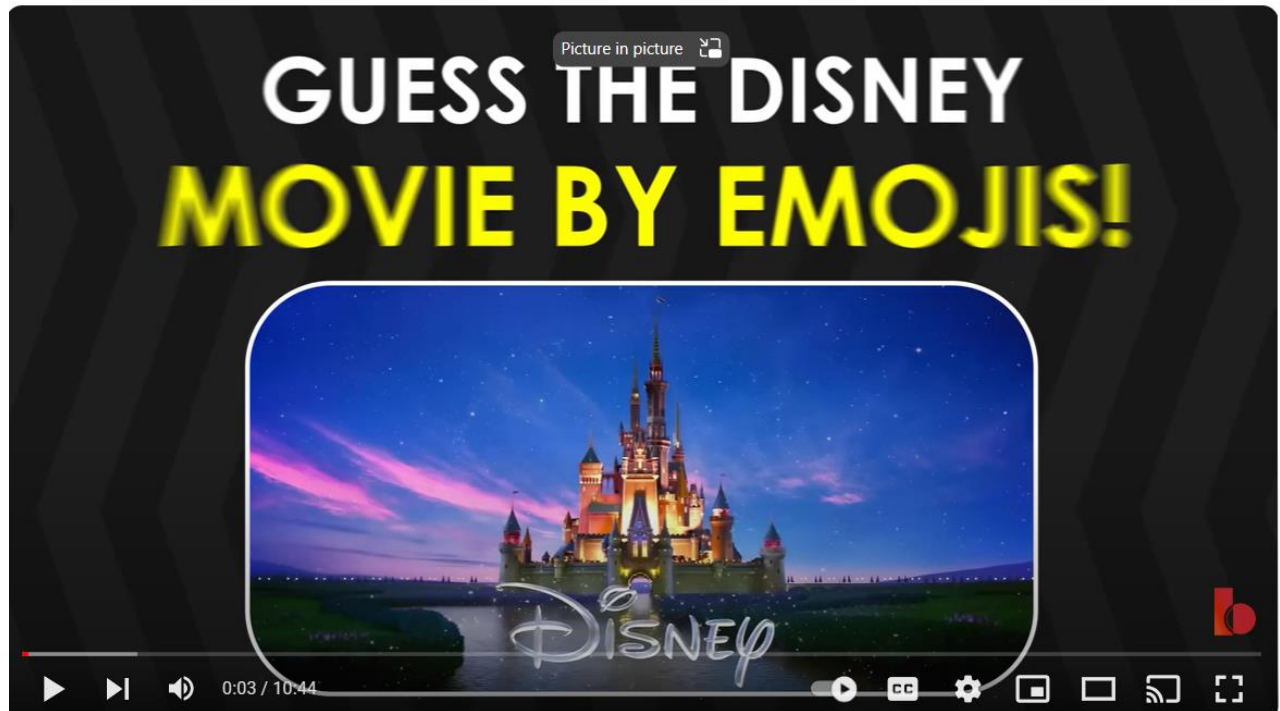 Picture in picture
GUESS THE DISNEY
MOVIE BY EMOJIS!
DISNEY
b
0:03 / 10:44
CC